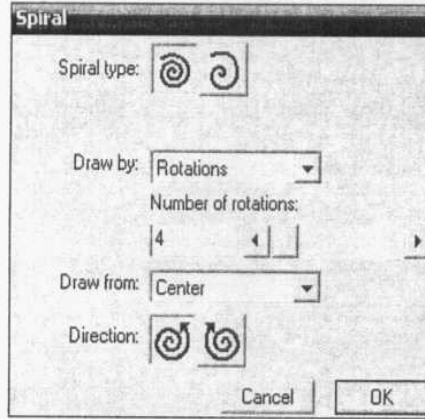 Spiral
Spiral type:
Draw by: Rotations
Number of rotations:
4
Draw from: Center
Direction:
Cancel OK